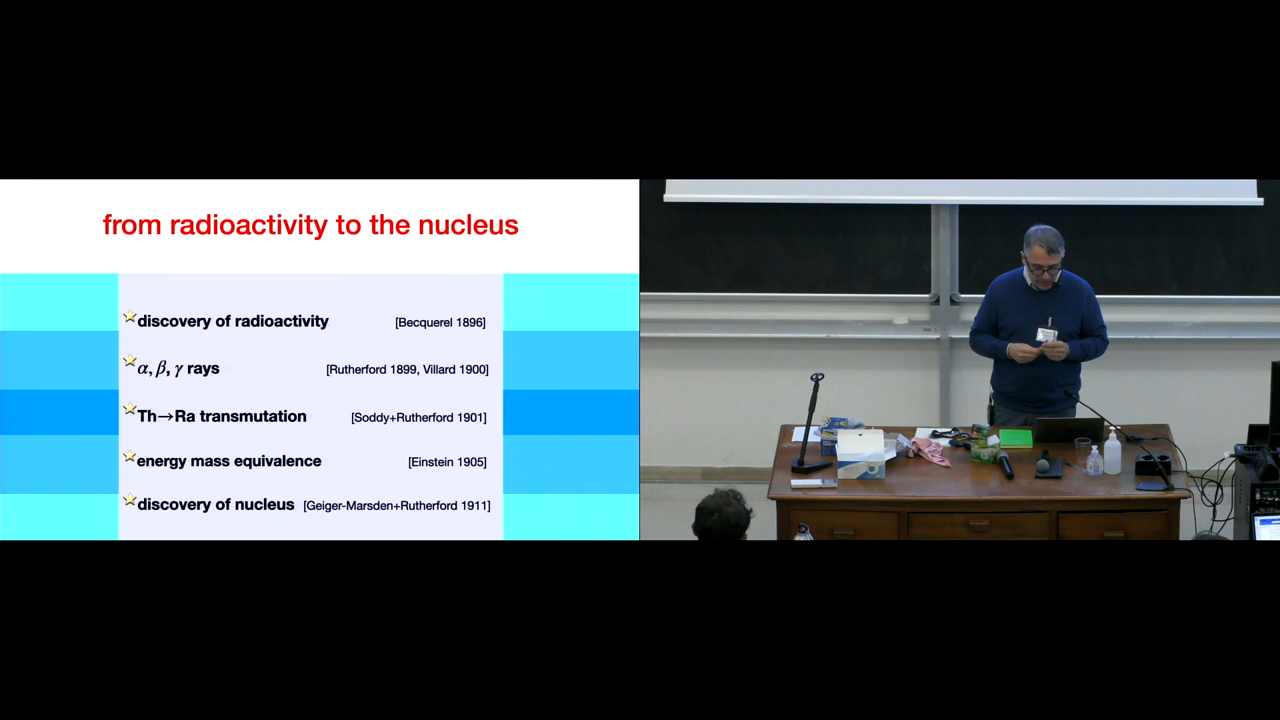 from radioactivity to the nucleus
discovery of radioactivity [Becquerel 1896]
α, β, γ rays [Rutherford 1899, Villard 1900]
Th→Ra transmutation [Soddy+Rutherford 1901]
energy mass equivalence [Einstein 1905]
discovery of nucleus [Geiger-Marsden+Rutherford 1911]